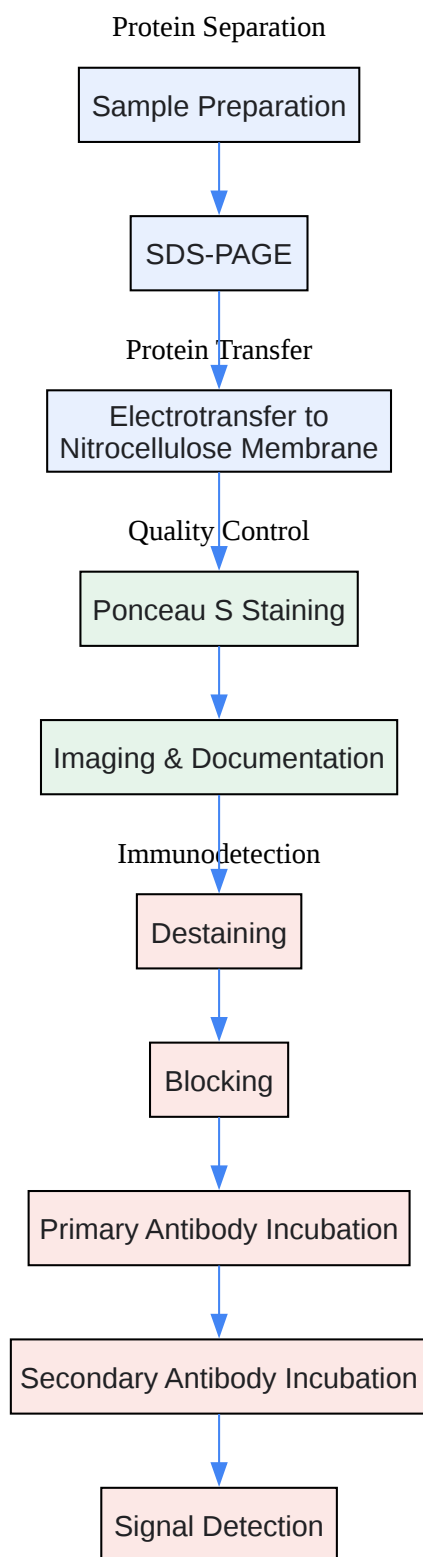 Protein Separation
Sample Preparation
SDS-PAGE
Protein Transfer
Electrotransfer to
Nitrocellulose Membrane
Quality Control
Ponceau S Staining
Imaging & Documentation
Immunodetection
Destaining
Blocking
Primary Antibody Incubation
Secondary Antibody Incubation
Signal Detection